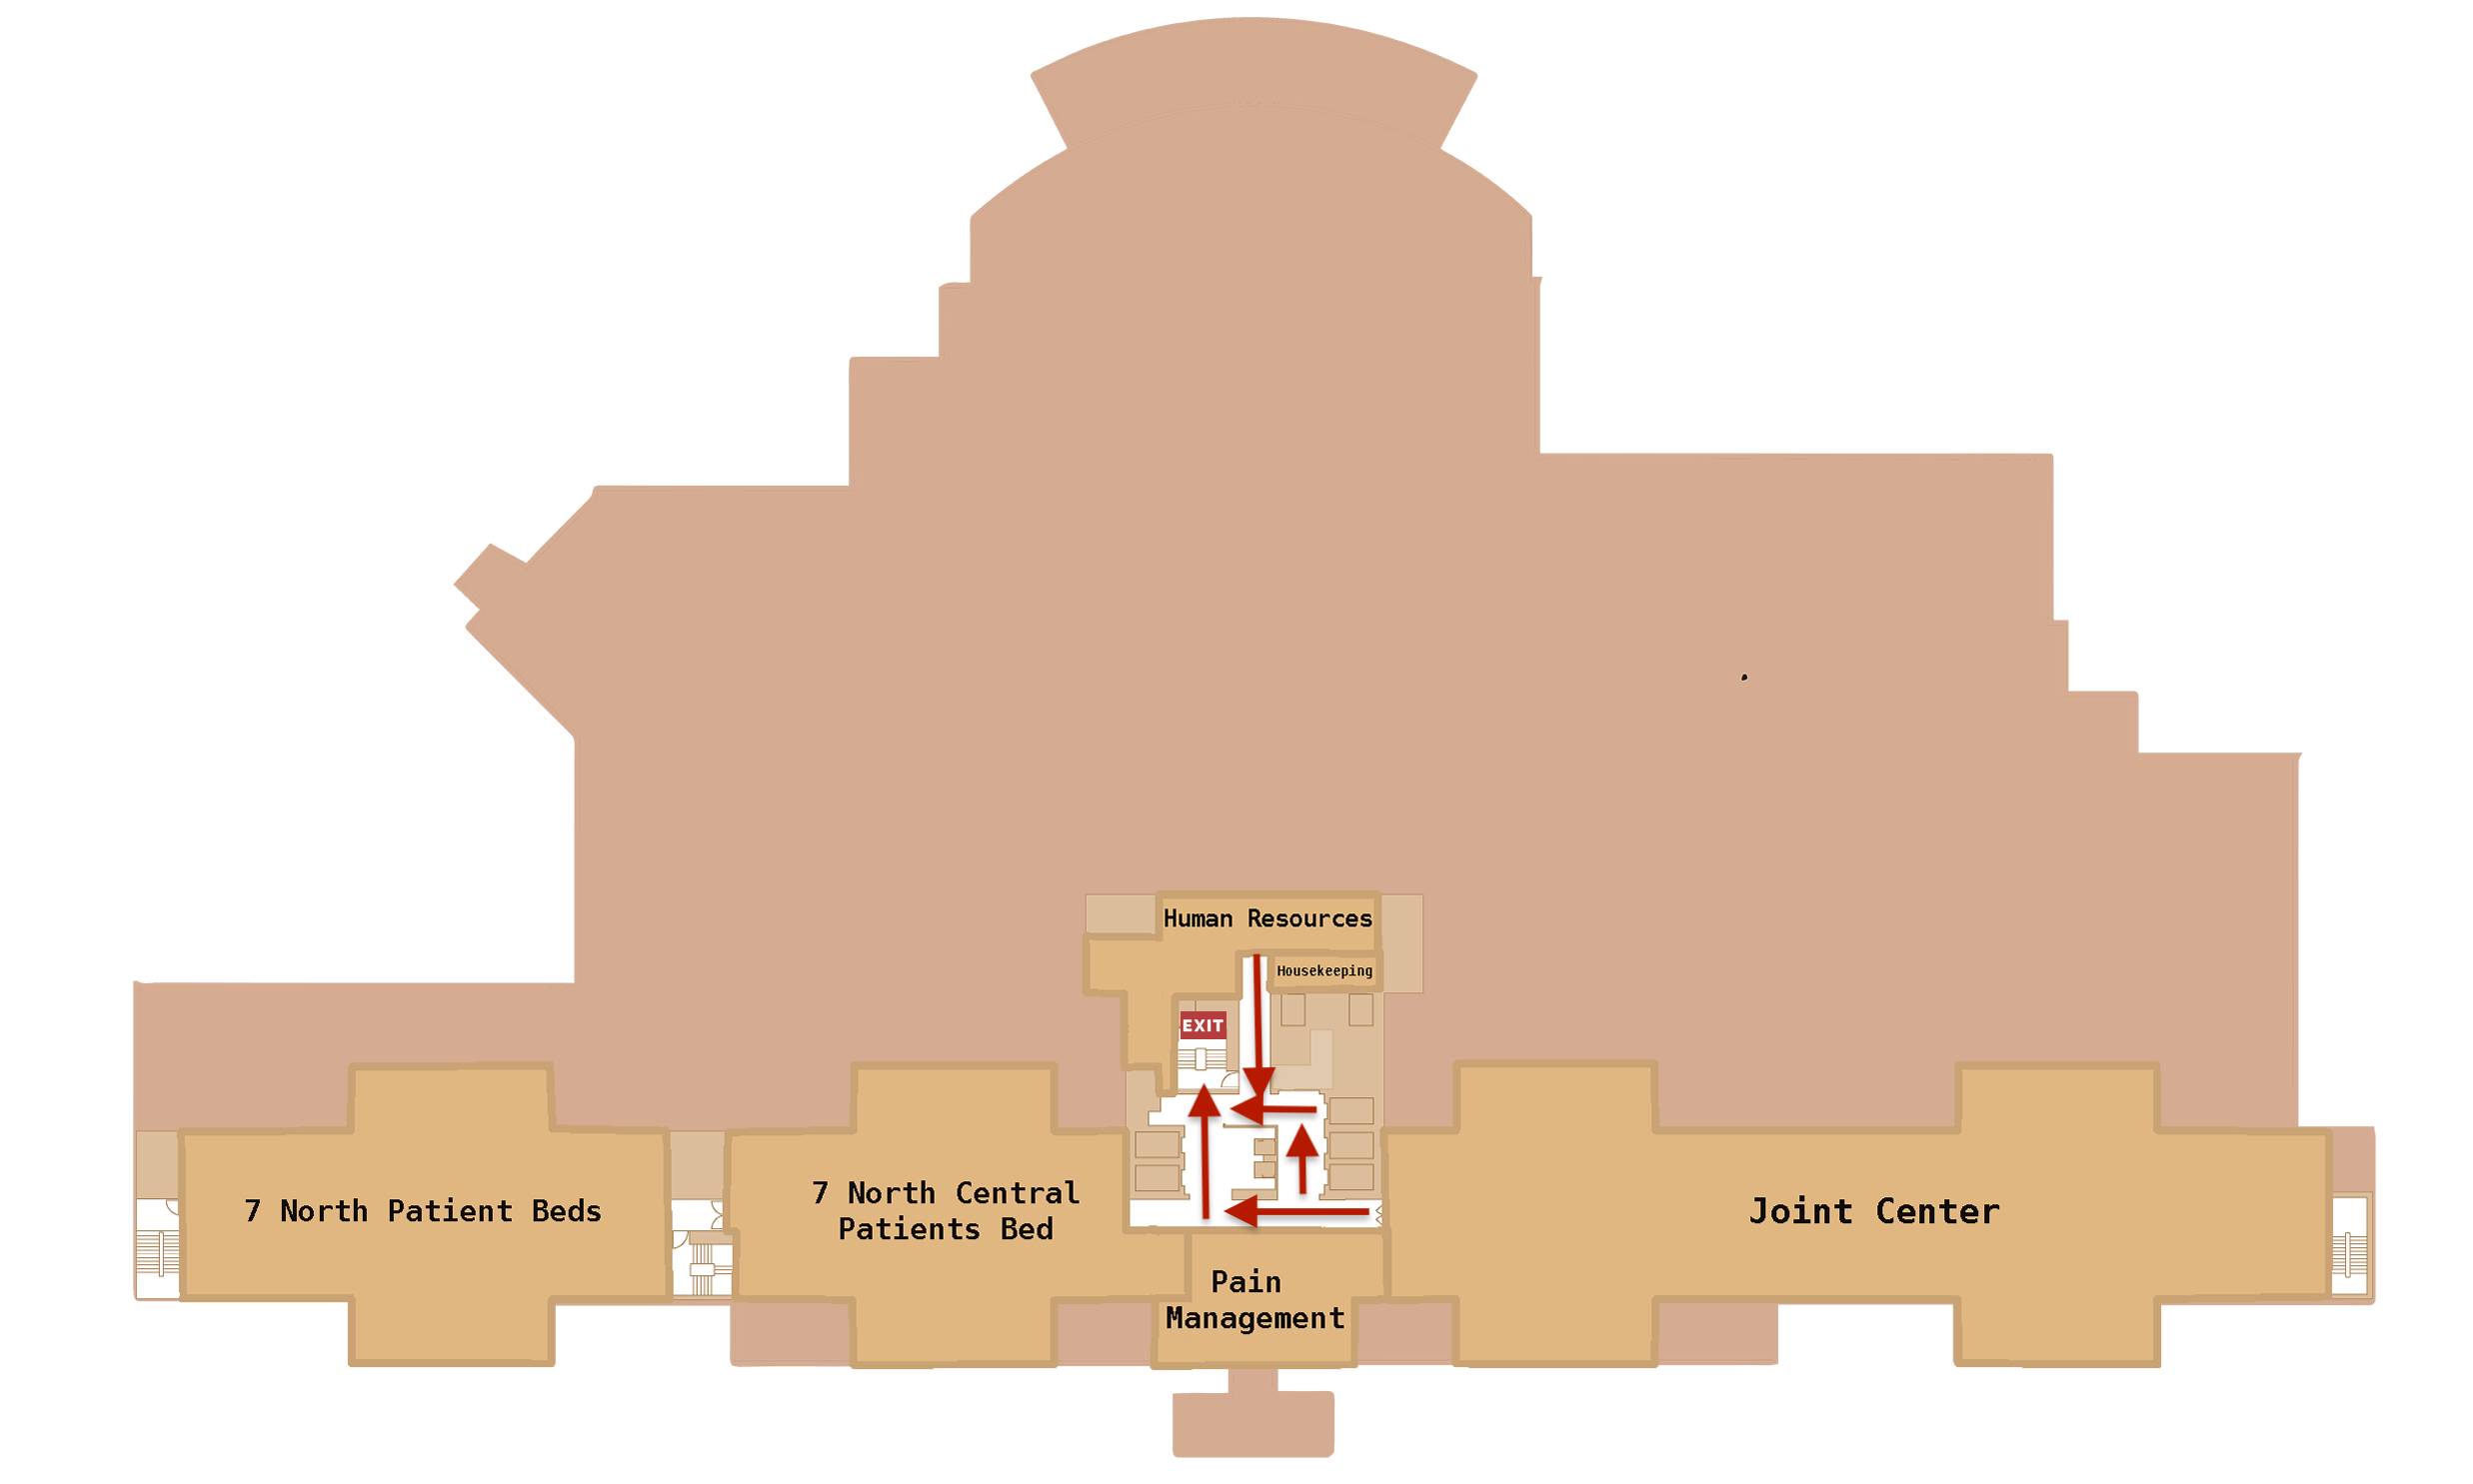 Human Resources
Housekeeping
EXIT
7 North Patient Beds
7 North Central
Patients Bed
Joint Center
Pain
Management